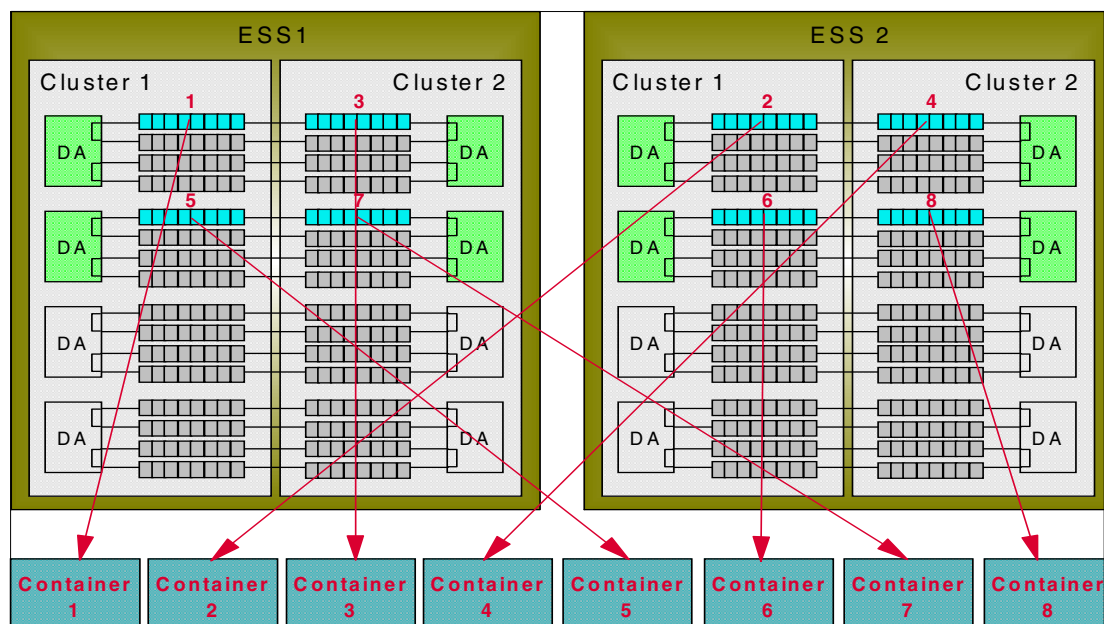 ESS1
ESS 2
Cluster 1
Cluster 2
Cluster 1
Cluster 2
1
3
2
4
DA
DA
DA
DA
5
7
6
8
DA
DA
DA
DA
DA
DA
DA
DA
DA
DA
DA
DA
Container
1
Container
2
Container
3
Container
4
Container
5
Container
6
Container
7
Container
8